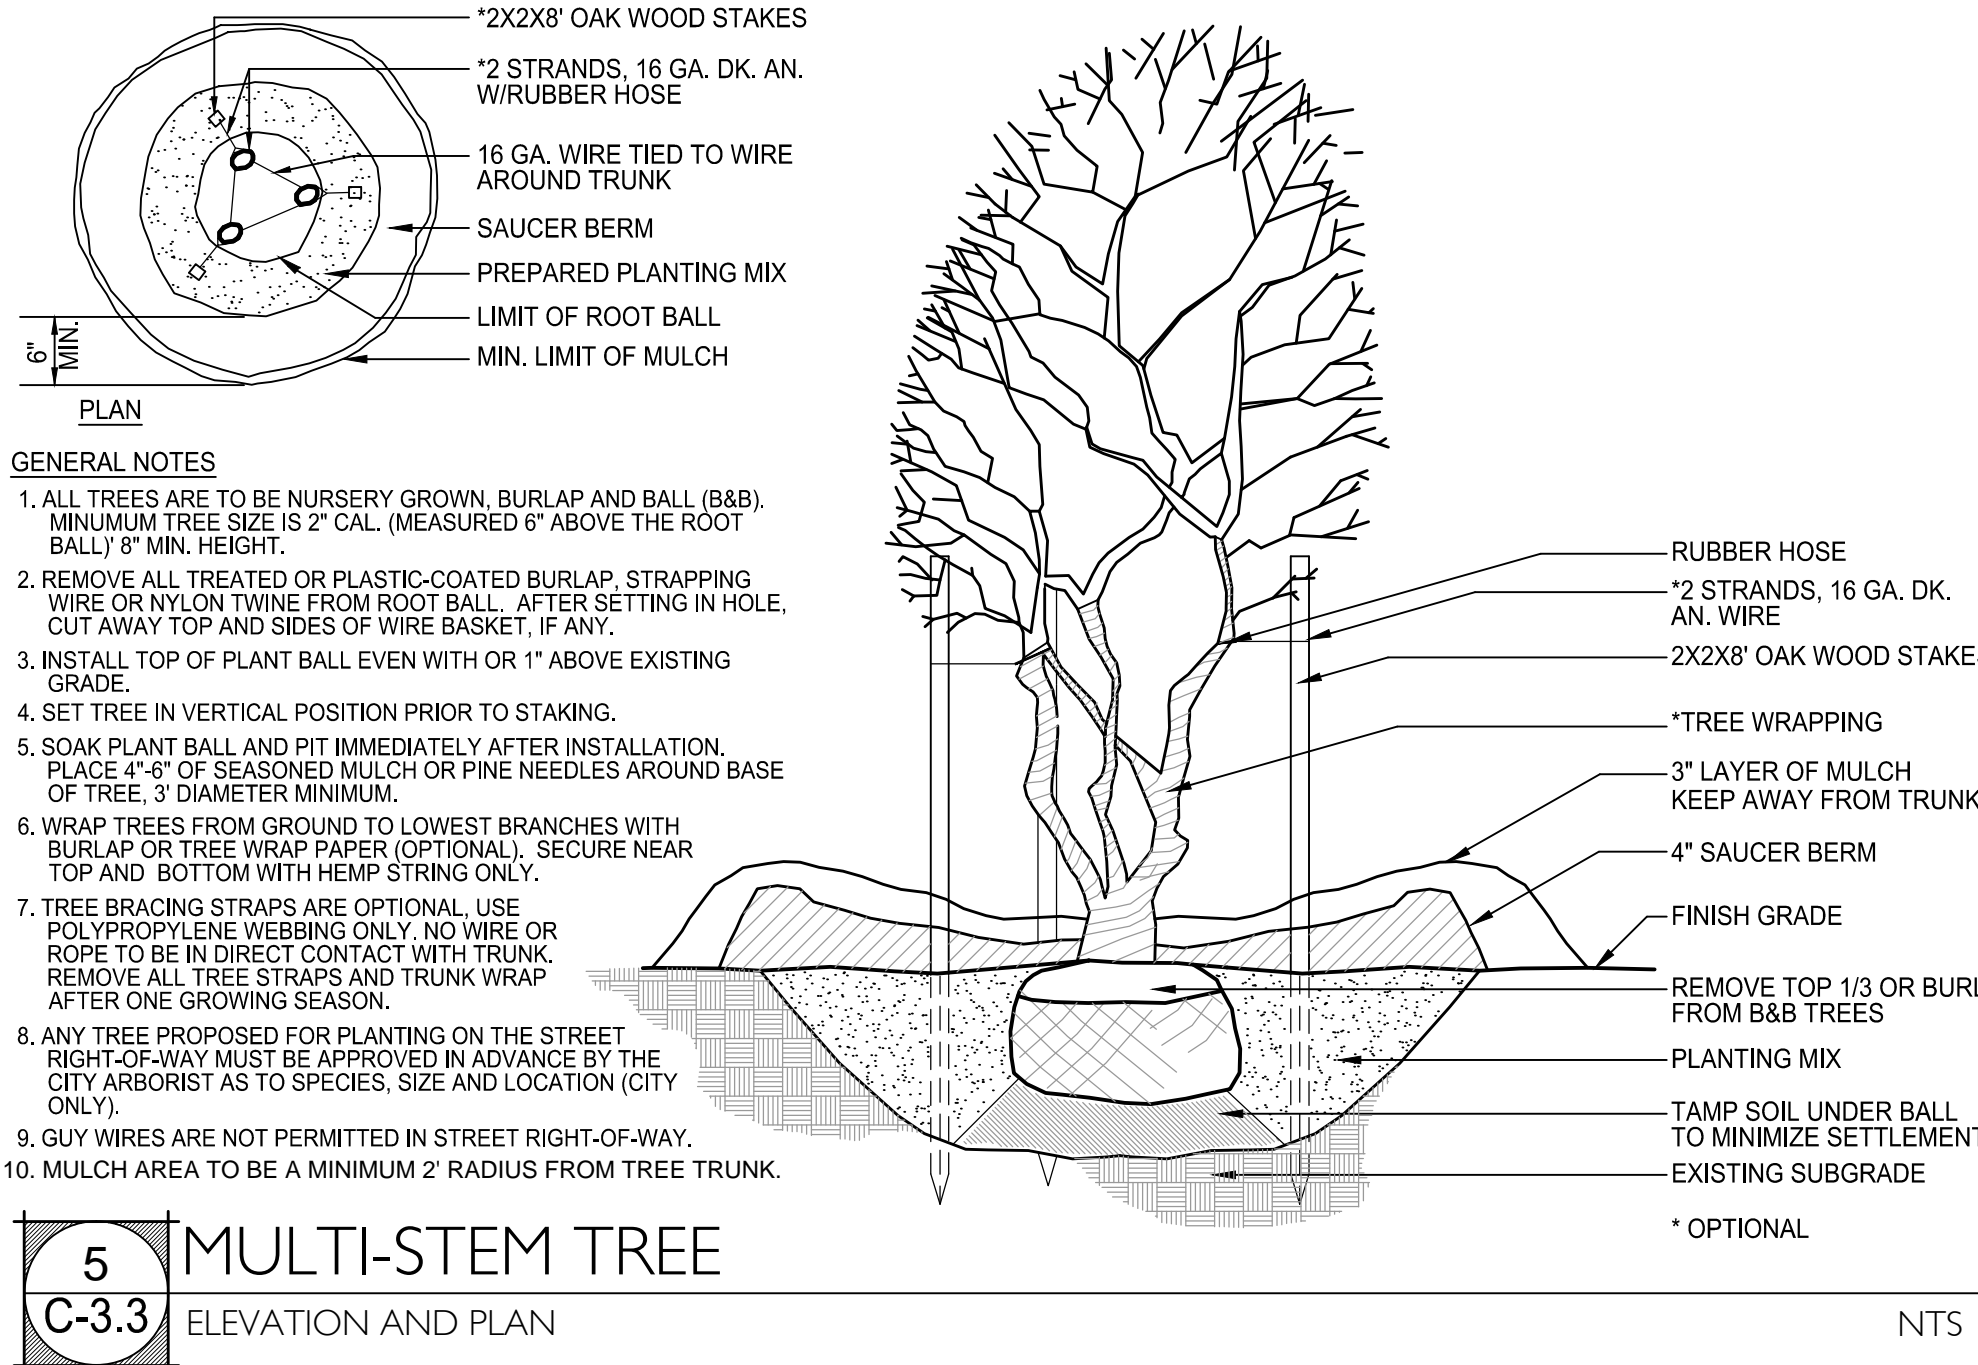 *2X2X8' OAK WOOD STAKES
*2 STRANDS, 16 GA. DK. AN.
W/RUBBER HOSE
16 GA. WIRE TIED TO WIRE
AROUND TRUNK
SAUCER BERM
PREPARED PLANTING MIX
LIMIT OF ROOT BALL
MIN. LIMIT OF MULCH
6"
MIN.
PLAN
GENERAL NOTES
1. ALL TREES ARE TO BE NURSERY GROWN, BURLAP AND BALL (B&B).
MINUMUM TREE SIZE IS 2" CAL. (MEASURED 6" ABOVE THE ROOT
BALL)' 8" MIN. HEIGHT.
2. REMOVE ALL TREATED OR PLASTIC-COATED BURLAP, STRAPPING
WIRE OR NYLON TWINE FROM ROOT BALL. AFTER SETTING IN HOLE,
CUT AWAY TOP AND SIDES OF WIRE BASKET, IF ANY.
3. INSTALL TOP OF PLANT BALL EVEN WITH OR 1" ABOVE EXISTING
GRADE.
4. SET TREE IN VERTICAL POSITION PRIOR TO STAKING.
5. SOAK PLANT BALL AND PIT IMMEDIATELY AFTER INSTALLATION.
PLACE 4"-6" OF SEASONED MULCH OR PINE NEEDLES AROUND BASE
OF TREE, 3' DIAMETER MINIMUM.
6. WRAP TREES FROM GROUND TO LOWEST BRANCHES WITH
BURLAP OR TREE WRAP PAPER (OPTIONAL). SECURE NEAR
TOP AND BOTTOM WITH HEMP STRING ONLY.
7. TREE BRACING STRAPS ARE OPTIONAL, USE
POLYPROPYLENE WEBBING ONLY. NO WIRE OR
ROPE TO BE IN DIRECT CONTACT WITH TRUNK.
REMOVE ALL TREE STRAPS AND TRUNK WRAP
AFTER ONE GROWING SEASON.
8. ANY TREE PROPOSED FOR PLANTING ON THE STREET
RIGHT-OF-WAY MUST BE APPROVED IN ADVANCE BY THE
CITY ARBORIST AS TO SPECIES, SIZE AND LOCATION (CITY
ONLY).
9. GUY WIRES ARE NOT PERMITTED IN STREET RIGHT-OF-WAY.
10. MULCH AREA TO BE A MINIMUM 2' RADIUS FROM TREE TRUNK.
RUBBER HOSE
*2 STRANDS, 16 GA. DK.
AN. WIRE
2X2X8' OAK WOOD STAKES
*TREE WRAPPING
3" LAYER OF MULCH
KEEP AWAY FROM TRUNK
4" SAUCER BERM
FINISH GRADE
REMOVE TOP 1/3 OR BURL
FROM B&B TREES
PLANTING MIX
TAMP SOIL UNDER BALL
TO MINIMIZE SETTLEMENT
EXISTING SUBGRADE
* OPTIONAL
5
C-3.3
MULTI-STEM TREE
ELEVATION AND PLAN
NTS